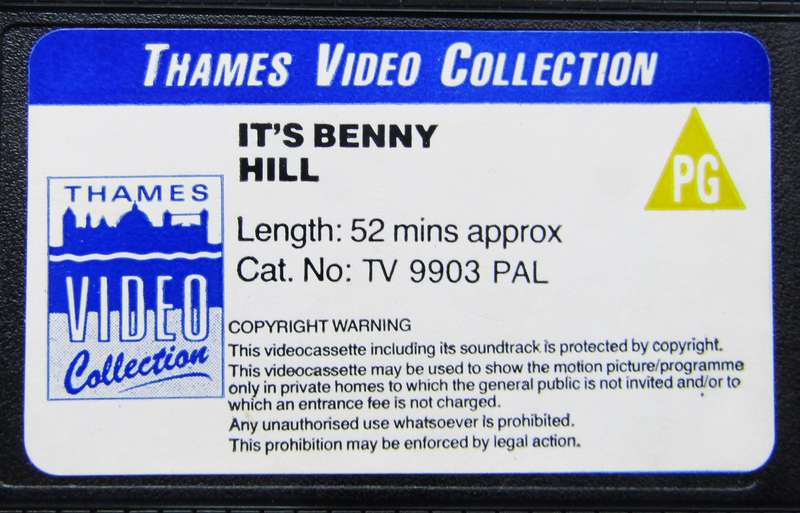 THAMES VIDEO COLLECTION
IT'S BENNY
HILL
PG
THAMES
VIDEO
Collection
Length: 52 mins approx
Cat. No: TV 9903 PAL
COPYRIGHT WARNING
This videocassette including its soundtrack is protected by copyright.
This videocassette may be used to show the motion picture/programme
only in private homes to which the general public is not invited and/or to
which an entrance fee is not charged.
Any unauthorised use whatsoever is prohibited.
This prohibition may be enforced by legal action.